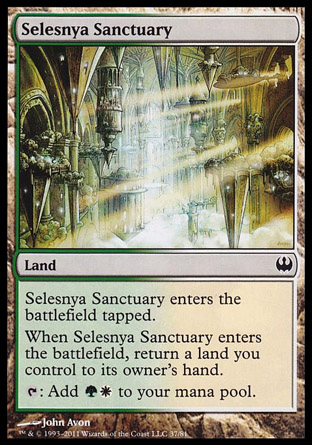 Selesnya Sanctuary
Land
Selesnya Sanctuary enters the
battlefield tapped.
When Selesnya Sanctuary enters
the battlefield, return a land you
control to its owner's hand.
: Add to your mana pool.
John Avon
™ & © 1993–2011 Wizards of the Coast LLC 37/81